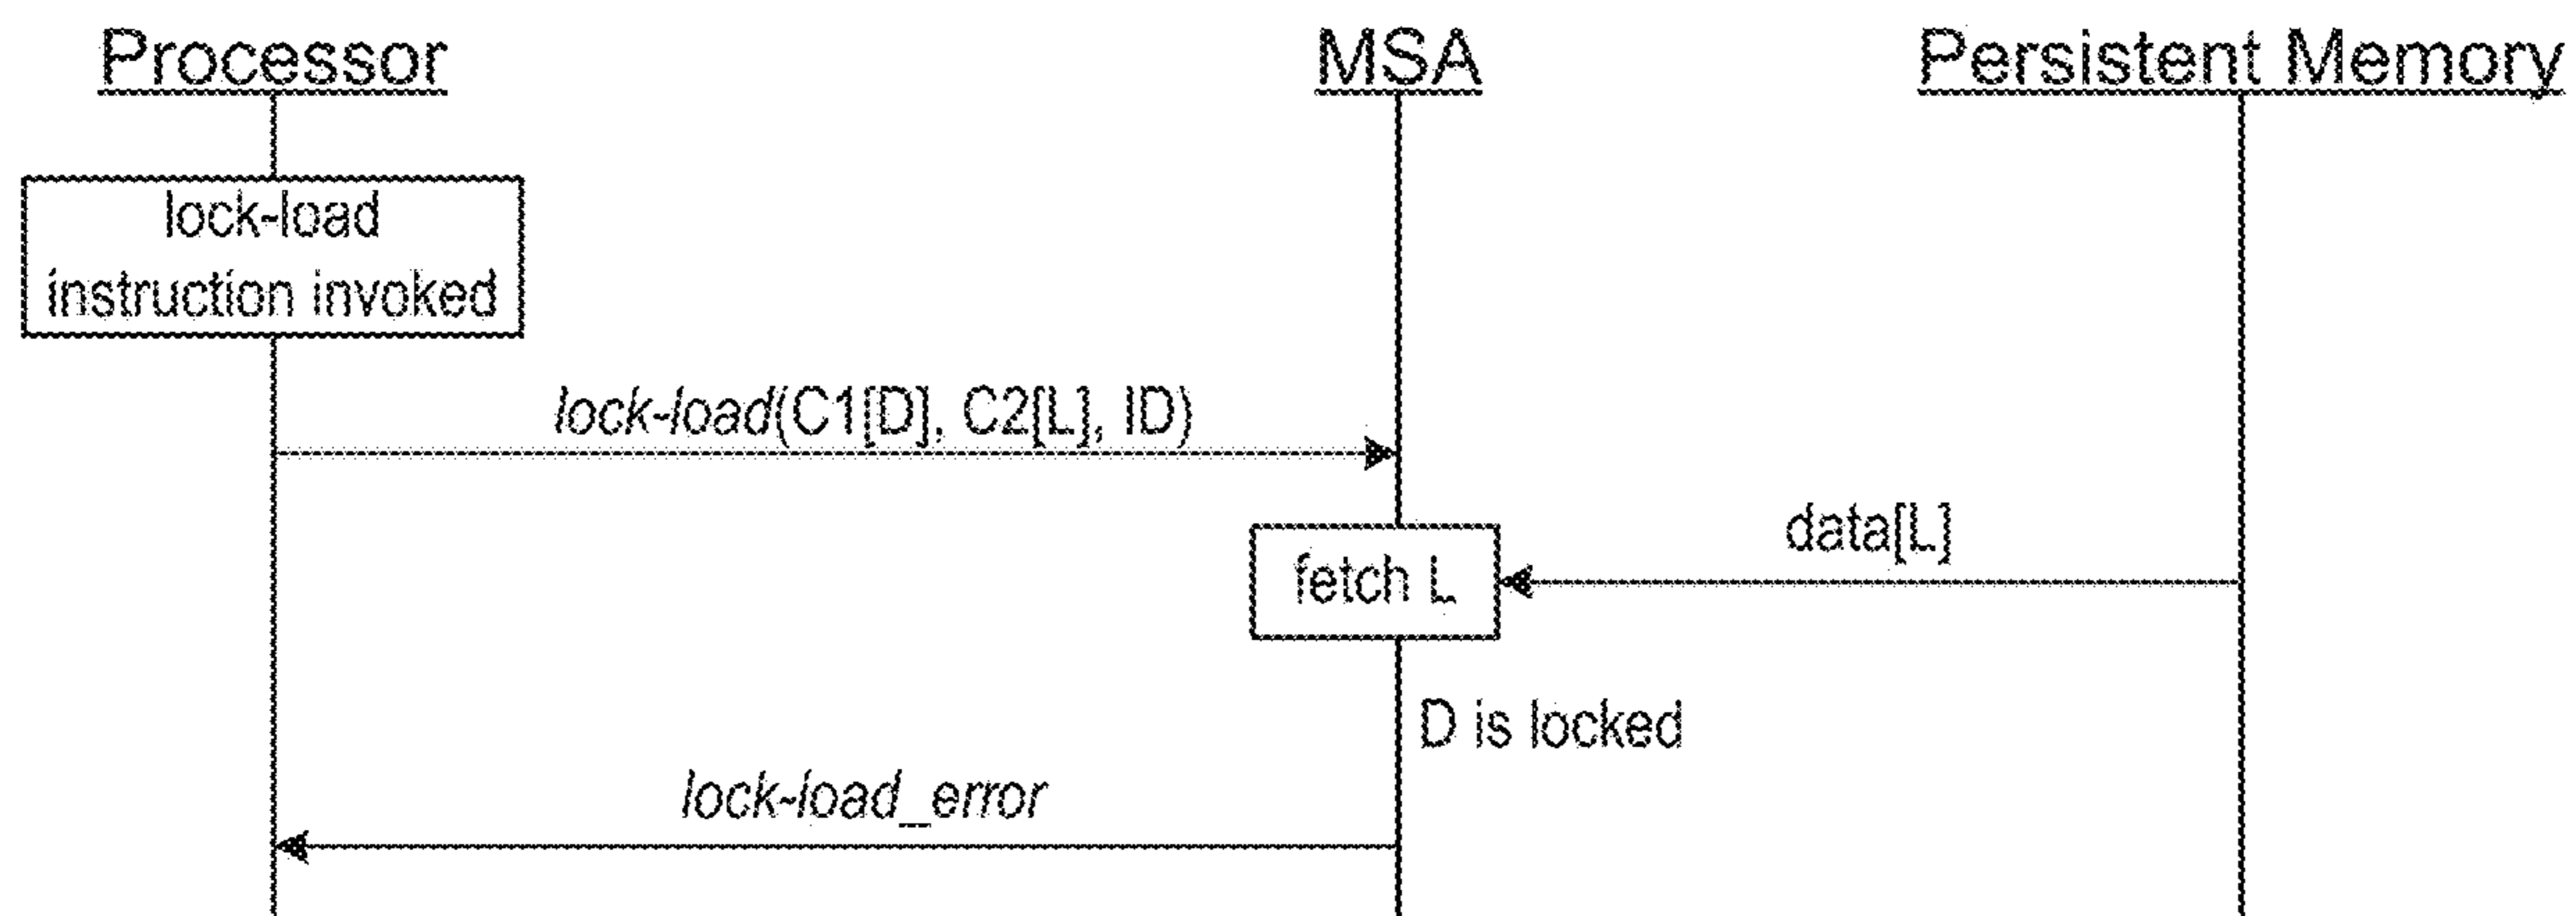 Processor
MSA
Persistent Memory
lock-load
instruction invoked
lock-load(C1[D], C2[L], ID)
data[L]
fetch L
D is locked
lock-load_error